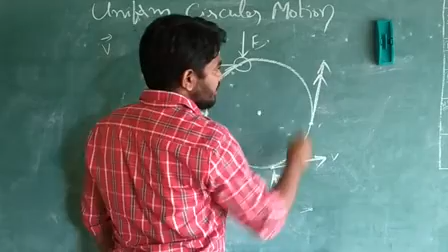 Uniform Circular Motion
V⃗
F
v